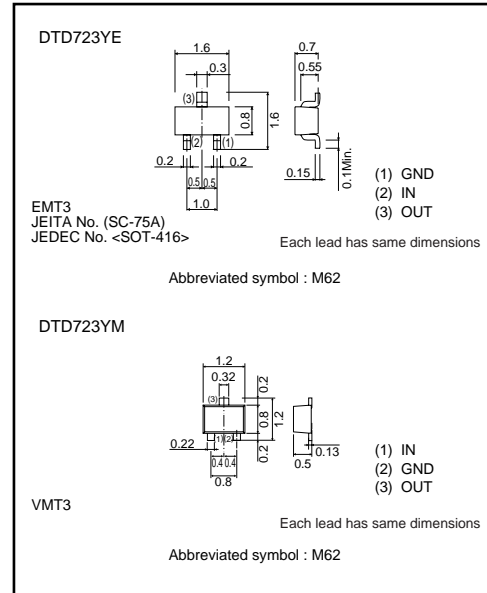 DTD723YE
1.6
0.3
(3)
0.8
1.6
(2)
(1)
0.2
0.2
0.5 0.5
1.0
0.7
0.55
0.15
0.1Min.
(1) GND
(2) IN
(3) OUT
EMT3
JEITA No. (SC-75A)
JEDEC No. <SOT-416>
Each lead has same dimensions
Abbreviated symbol : M62
DTD723YM
1.2
0.32
(3)
0.2
0.8
1.2
0.22
(1) (2)
0.2
0.4 0.4
0.8
0.13
0.5
(1) IN
(2) GND
(3) OUT
VMT3
Each lead has same dimensions
Abbreviated symbol : M62